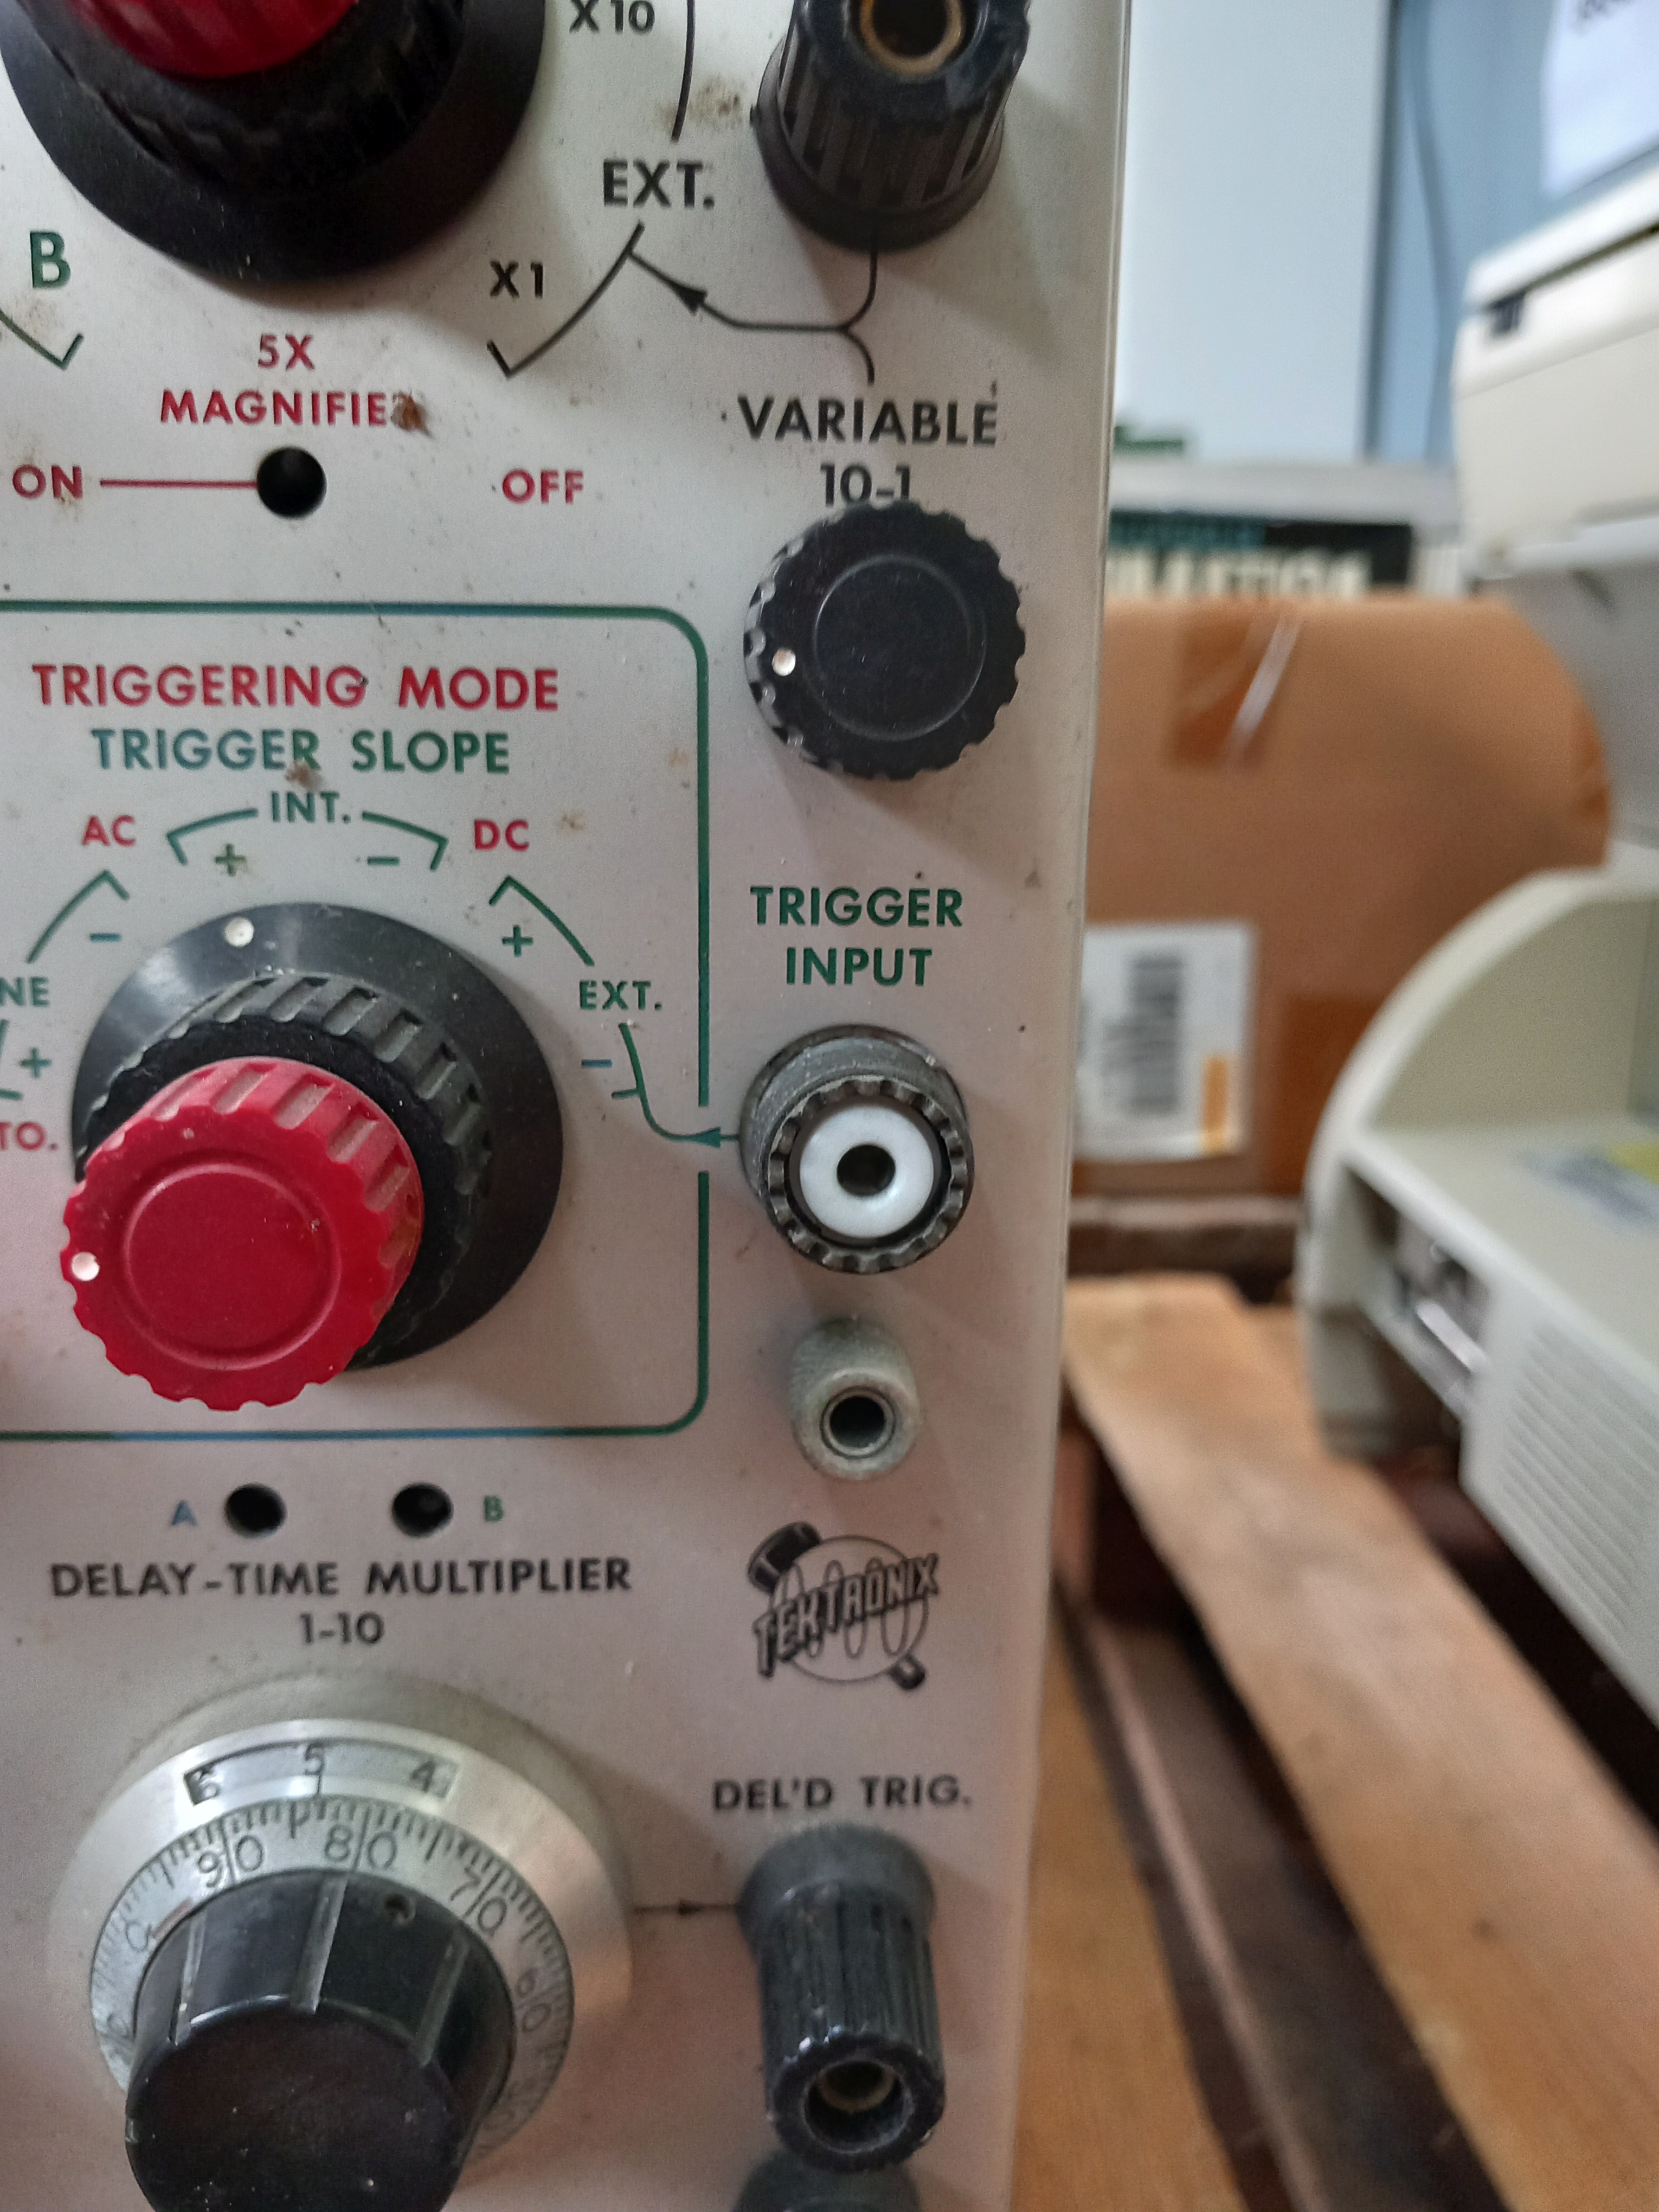 X10
EXT.
B
X1
5X
MAGNIFIER
ON
OFF
VARIABLE
10-1
TRIGGERING MODE
TRIGGER SLOPE
INT.
AC
DC
+
-
-
+
NE
EXT.
+
-
TO.
TRIGGER
INPUT
A
B
DELAY-TIME MULTIPLIER
1-10
TEKTRONIX
6 5 4
90 80 70 60
DEL'D TRIG.